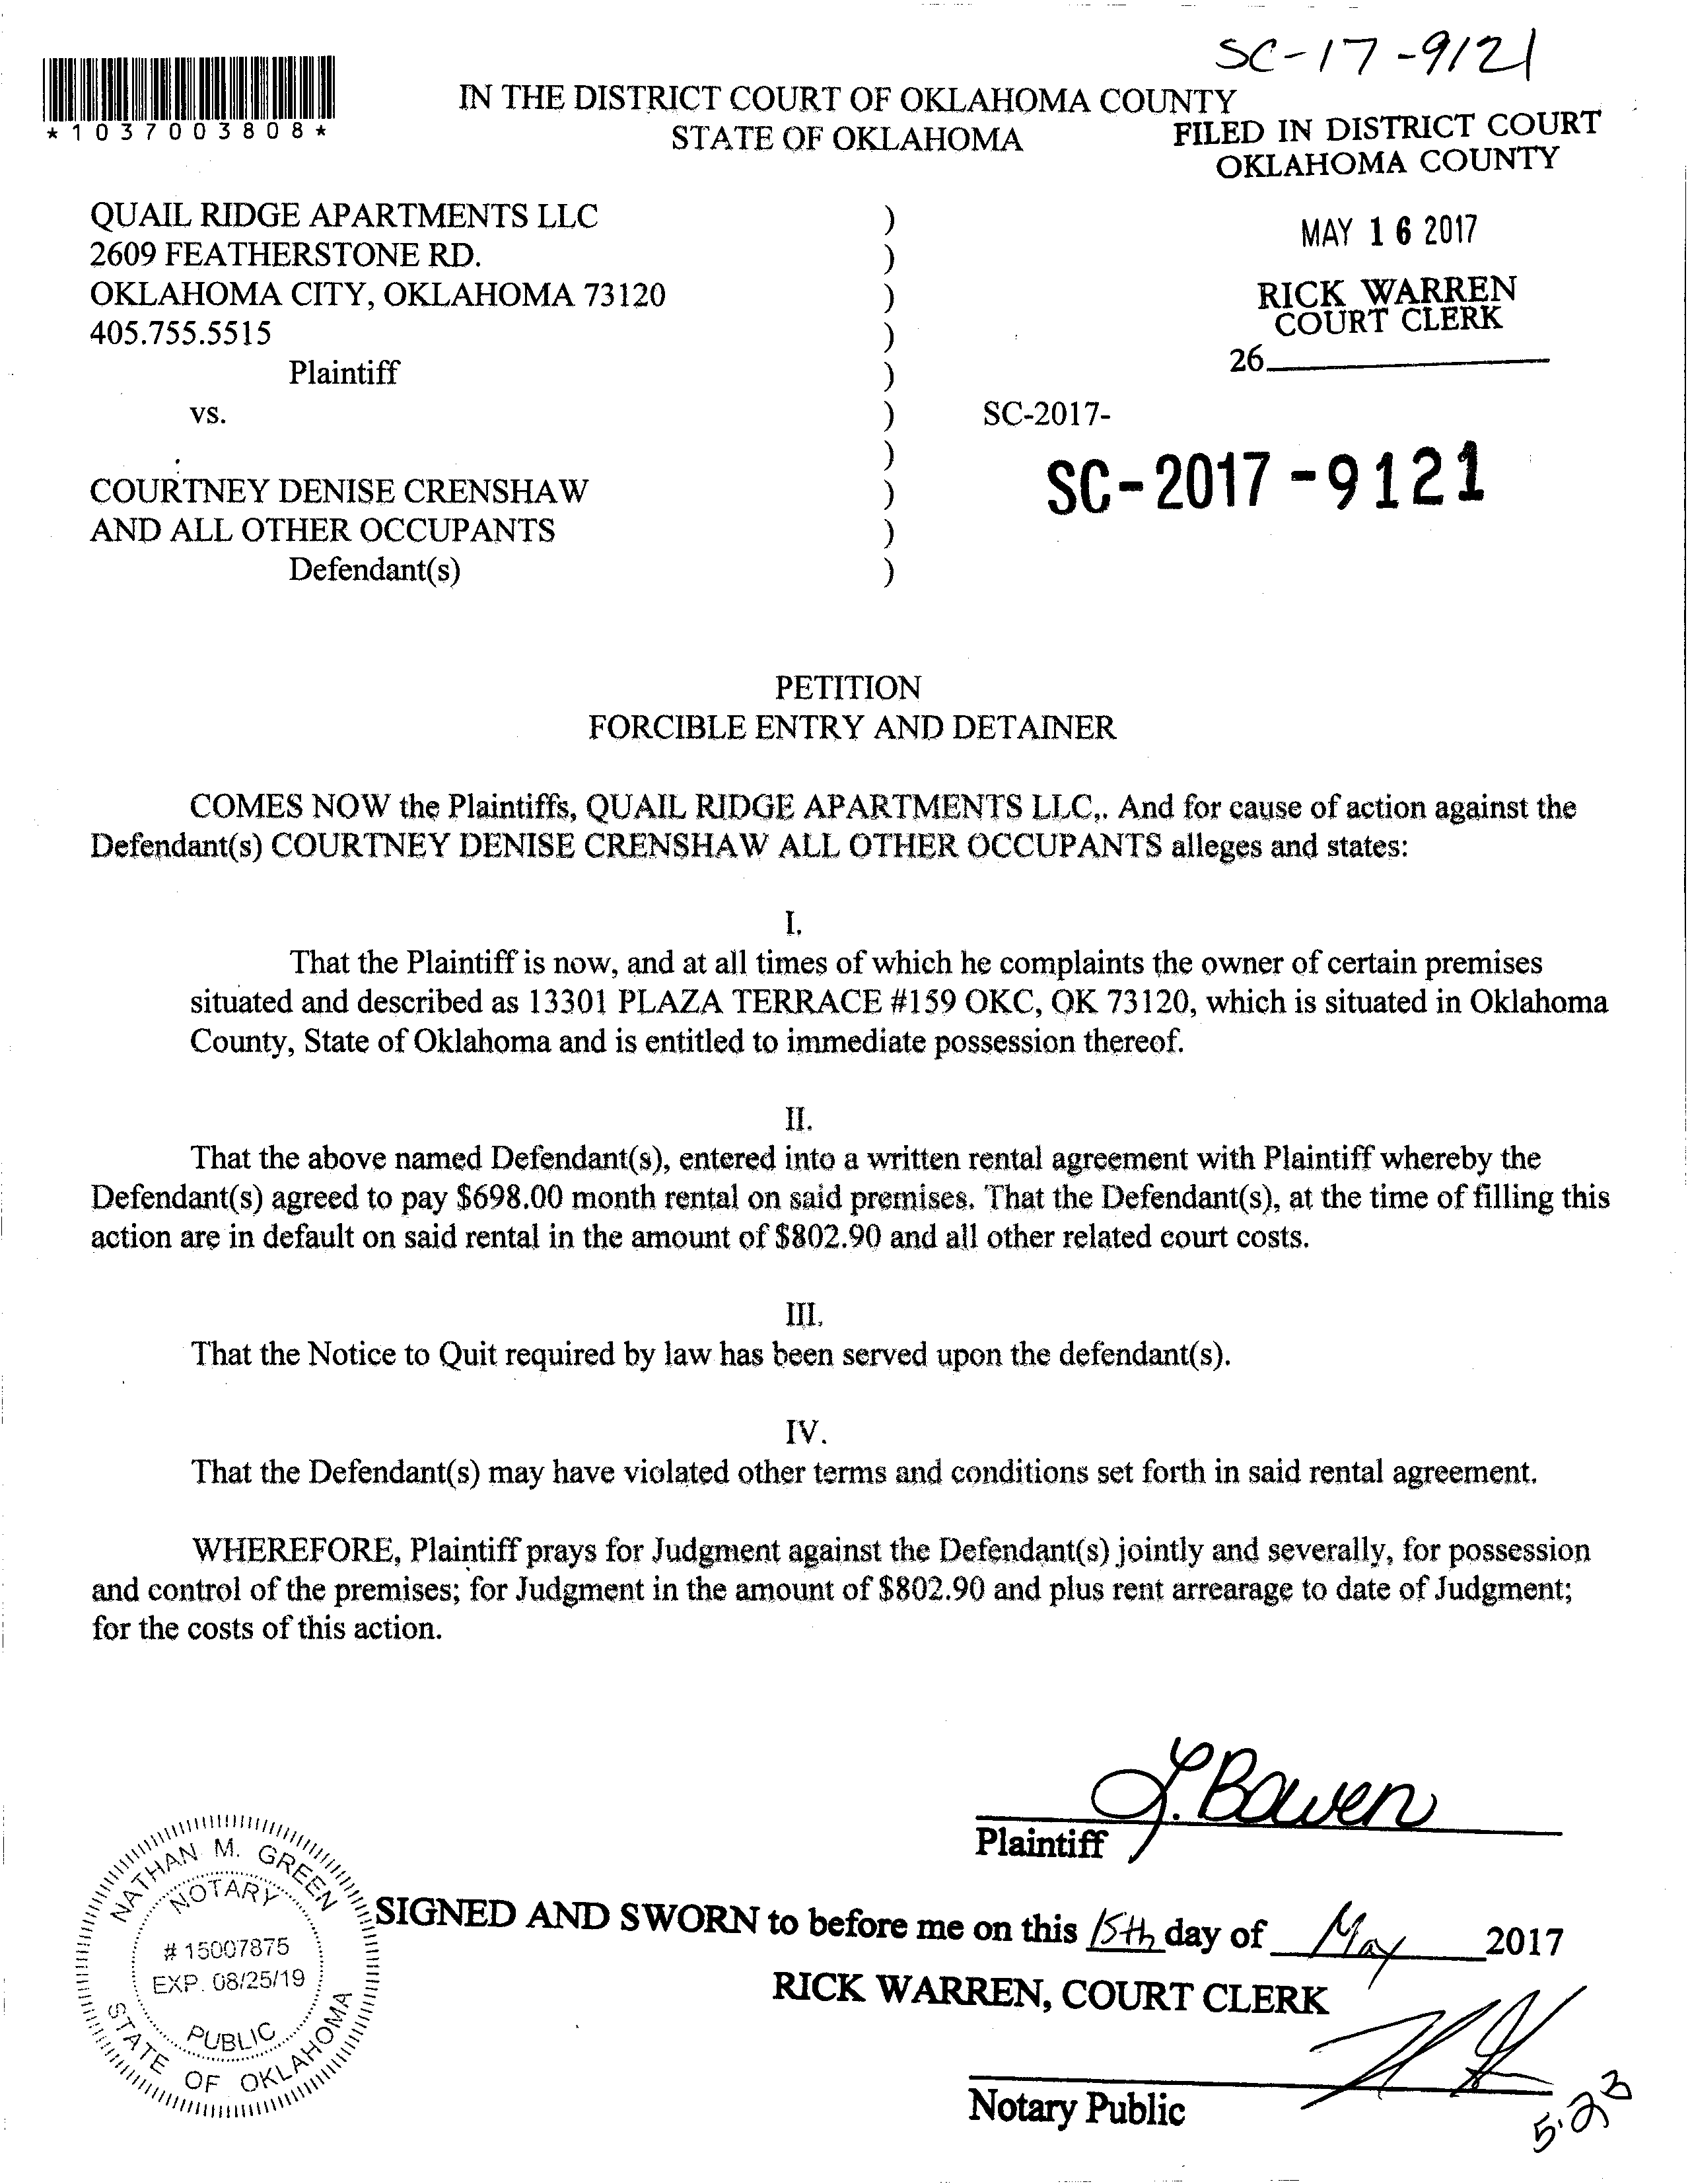 SC-17-9121
*1037003808*
IN THE DISTRICT COURT OF OKLAHOMA COUNTY
STATE OF OKLAHOMA
FILED IN DISTRICT COURT
OKLAHOMA COUNTY
MAY 16 2017
RICK WARREN
COURT CLERK
26
QUAIL RIDGE APARTMENTS LLC )
2609 FEATHERSTONE RD. )
OKLAHOMA CITY, OKLAHOMA 73120 )
405.755.5515 )
Plaintiff )
vs. ) SC-2017-
)
SC-2017-9121
COURTNEY DENISE CRENSHAW )
AND ALL OTHER OCCUPANTS )
Defendant(s) )
PETITION
FORCIBLE ENTRY AND DETAINER
COMES NOW the Plaintiffs, QUAIL RIDGE APARTMENTS LLC,. And for cause of action against the
Defendant(s) COURTNEY DENISE CRENSHAW ALL OTHER OCCUPANTS alleges and states:
I.
That the Plaintiff is now, and at all times of which he complaints the owner of certain premises
situated and described as 13301 PLAZA TERRACE #159 OKC, OK 73120, which is situated in Oklahoma
County, State of Oklahoma and is entitled to immediate possession thereof.
II.
That the above named Defendant(s), entered into a written rental agreement with Plaintiff whereby the
Defendant(s) agreed to pay $698.00 month rental on said premises. That the Defendant(s), at the time of filling this
action are in default on said rental in the amount of $802.90 and all other related court costs.
III.
That the Notice to Quit required by law has been served upon the defendant(s).
IV.
That the Defendant(s) may have violated other terms and conditions set forth in said rental agreement.
WHEREFORE, Plaintiff prays for Judgment against the Defendant(s) jointly and severally, for possession
and control of the premises; for Judgment in the amount of $802.90 and plus rent arrearage to date of Judgment;
for the costs of this action.
L. Bowen
Plaintiff
NATHAN M. GREEN
NOTARY
# 15007875
EXP. 08/25/19
PUBLIC
STATE OF OKLAHOMA
SIGNED AND SWORN to before me on this 15th day of May 2017
RICK WARREN, COURT CLERK
Notary Public
5.23